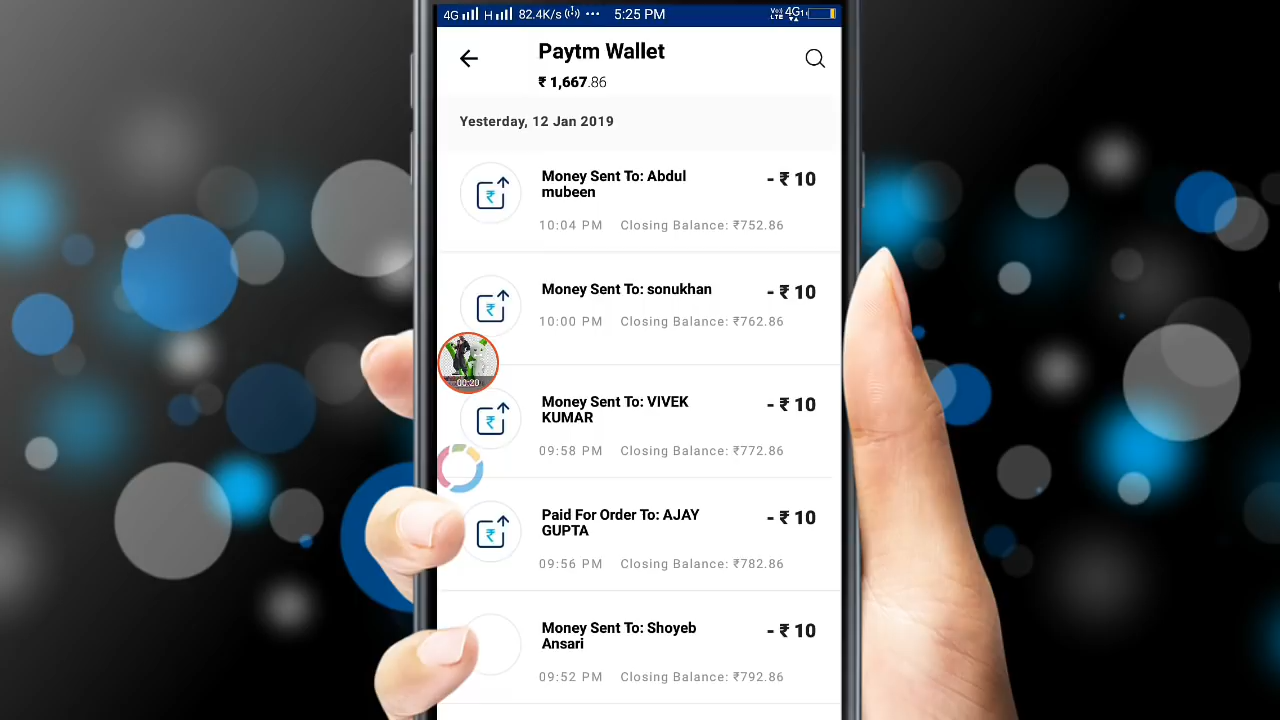 4G H 82.4K/s ... 5:25 PM VoLTE 4G1
Paytm Wallet
₹ 1,667.86
Yesterday, 12 Jan 2019
Money Sent To: Abdul
mubeen
- ₹ 10
10:04 PM Closing Balance: ₹752.86
Money Sent To: sonukhan
- ₹ 10
10:00 PM Closing Balance: ₹762.86
00:20
Money Sent To: VIVEK
KUMAR
- ₹ 10
09:58 PM Closing Balance: ₹772.86
Paid For Order To: AJAY
GUPTA
- ₹ 10
09:56 PM Closing Balance: ₹782.86
Money Sent To: Shoyeb
Ansari
- ₹ 10
09:52 PM Closing Balance: ₹792.86